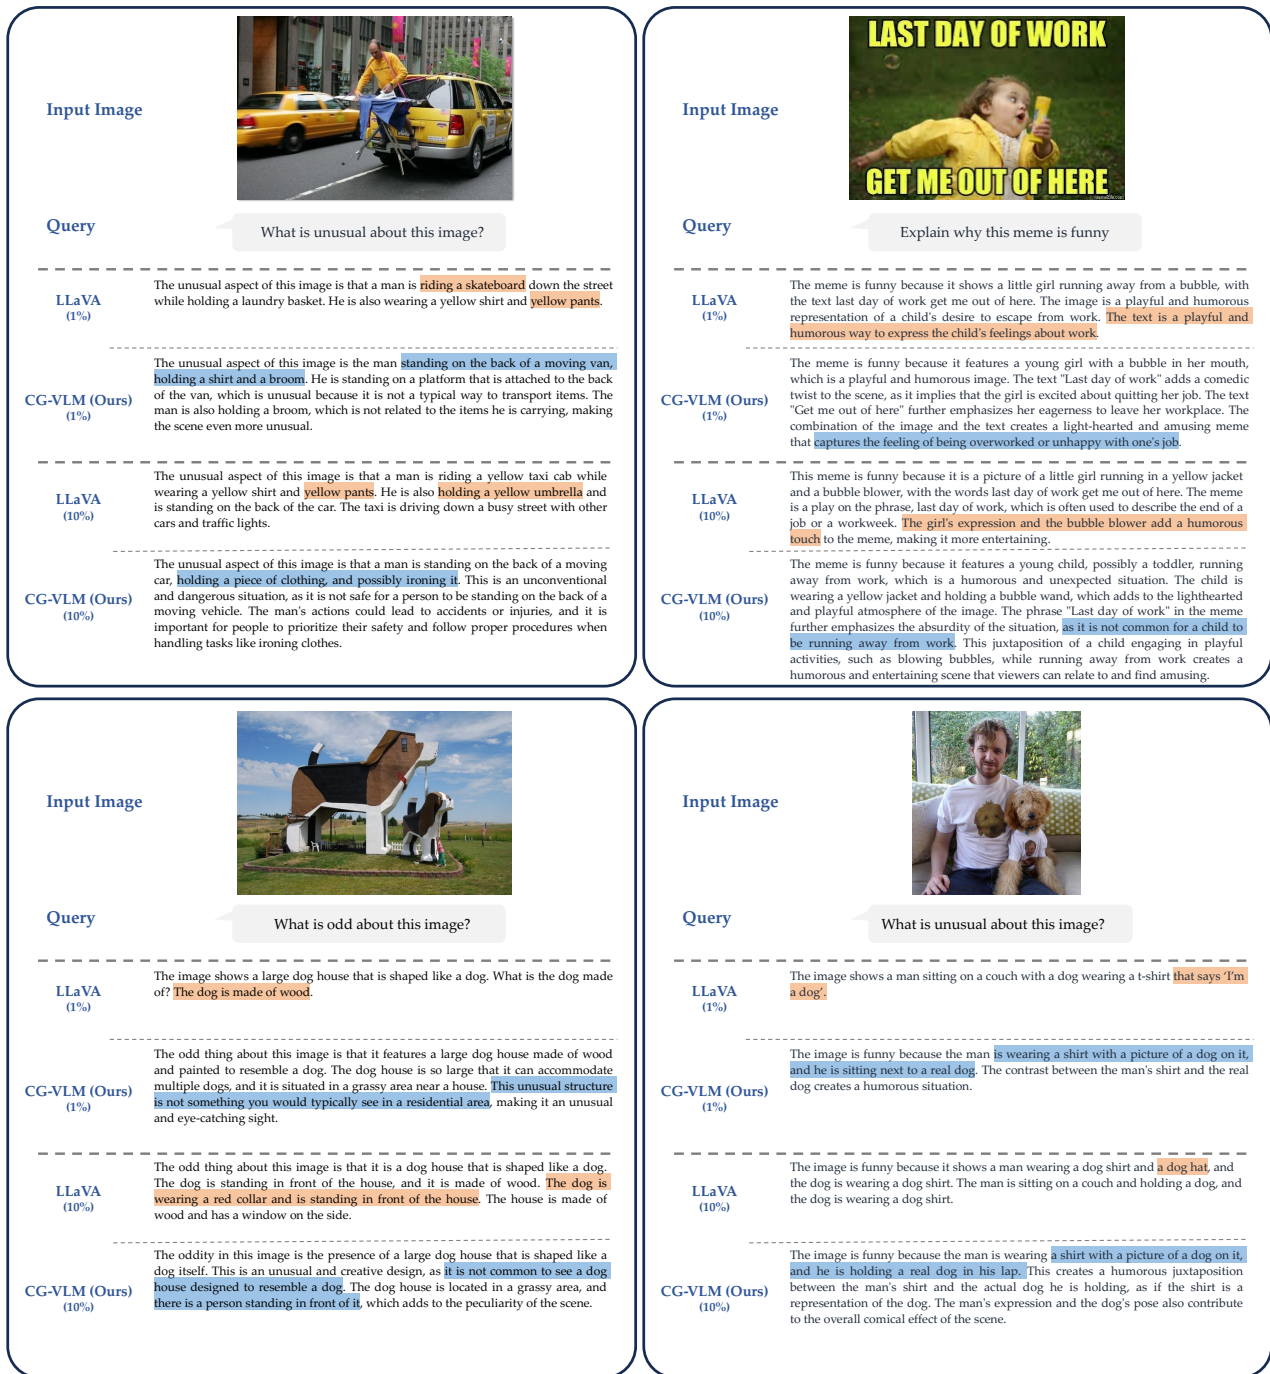 Input Image
Query
What is unusual about this image?
LLaVA
(1%)
The unusual aspect of this image is that a man is riding a skateboard down the street
while holding a laundry basket. He is also wearing a yellow shirt and yellow pants.
CG-VLM (Ours)
(1%)
The unusual aspect of this image is the man standing on the back of a moving van,
holding a shirt and a broom. He is standing on a platform that is attached to the back
of the van, which is unusual because it is not a typical way to transport items. The
man is also holding a broom, which is not related to the items he is carrying, making
the scene even more unusual.
LLaVA
(10%)
The unusual aspect of this image is that a man is riding a yellow taxi cab while
wearing a yellow shirt and yellow pants. He is also holding a yellow umbrella and
is standing on the back of the car. The taxi is driving down a busy street with other
cars and traffic lights.
CG-VLM (Ours)
(10%)
The unusual aspect of this image is that a man is standing on the back of a moving
car, holding a piece of clothing, and possibly ironing it. This is an unconventional
and dangerous situation, as it is not safe for a person to be standing on the back of a
moving vehicle. The man's actions could lead to accidents or injuries, and it is
important for people to prioritize their safety and follow proper procedures when
handling tasks like ironing clothes.
Input Image
LAST DAY OF WORK
GET ME OUT OF HERE
Query
Explain why this meme is funny
LLaVA
(1%)
The meme is funny because it shows a little girl running away from a bubble, with
the text last day of work get me out of here. The image is a playful and humorous
representation of a child's desire to escape from work. The text is a playful and
humorous way to express the child's feelings about work.
CG-VLM (Ours)
(1%)
The meme is funny because it features a young girl with a bubble in her mouth,
which is a playful and humorous image. The text "Last day of work" adds a comedic
twist to the scene, as it implies that the girl is excited about quitting her job. The text
"Get me out of here" further emphasizes her eagerness to leave her workplace. The
combination of the image and the text creates a light-hearted and amusing meme
that captures the feeling of being overworked or unhappy with one's job.
LLaVA
(10%)
This meme is funny because it is a picture of a little girl running in a yellow jacket
and a bubble blower, with the words last day of work get me out of here. The meme
is a play on the phrase, last day of work, which is often used to describe the end of a
job or a workweek. The girl's expression and the bubble blower add a humorous
touch to the meme, making it more entertaining.
CG-VLM (Ours)
(10%)
The meme is funny because it features a young child, possibly a toddler, running
away from work, which is a humorous and unexpected situation. The child is
wearing a yellow jacket and holding a bubble wand, which adds to the lighthearted
and playful atmosphere of the image. The phrase "Last day of work" in the meme
further emphasizes the absurdity of the situation, as it is not common for a child to
be running away from work. This juxtaposition of a child engaging in playful
activities, such as blowing bubbles, while running away from work creates a
humorous and entertaining scene that viewers can relate to and find amusing.
Input Image
Query
What is odd about this image?
LLaVA
(1%)
The image shows a large dog house that is shaped like a dog. What is the dog made
of? The dog is made of wood.
CG-VLM (Ours)
(1%)
The odd thing about this image is that it features a large dog house made of wood
and painted to resemble a dog. The dog house is so large that it can accommodate
multiple dogs, and it is situated in a grassy area near a house. This unusual structure
is not something you would typically see in a residential area, making it an unusual
and eye-catching sight.
LLaVA
(10%)
The odd thing about this image is that it is a dog house that is shaped like a dog.
The dog is standing in front of the house, and it is made of wood. The dog is
wearing a red collar and is standing in front of the house. The house is made of
wood and has a window on the side.
CG-VLM (Ours)
(10%)
The oddity in this image is the presence of a large dog house that is shaped like a
dog itself. This is an unusual and creative design, as it is not common to see a dog
house designed to resemble a dog. The dog house is located in a grassy area, and
there is a person standing in front of it, which adds to the peculiarity of the scene.
Input Image
Query
What is unusual about this image?
LLaVA
(1%)
The image shows a man sitting on a couch with a dog wearing a t-shirt that says 'I'm
a dog'.
CG-VLM (Ours)
(1%)
The image is funny because the man is wearing a shirt with a picture of a dog on it,
and he is sitting next to a real dog. The contrast between the man's shirt and the real
dog creates a humorous situation.
LLaVA
(10%)
The image is funny because it shows a man wearing a dog shirt and a dog hat, and
the dog is wearing a dog shirt. The man is sitting on a couch and holding a dog, and
the dog is wearing a dog shirt.
CG-VLM (Ours)
(10%)
The image is funny because the man is wearing a shirt with a picture of a dog on it,
and he is holding a real dog in his lap. This creates a humorous juxtaposition
between the man's shirt and the actual dog he is holding, as if the shirt is a
representation of the dog. The man's expression and the dog's pose also contribute
to the overall comical effect of the scene.